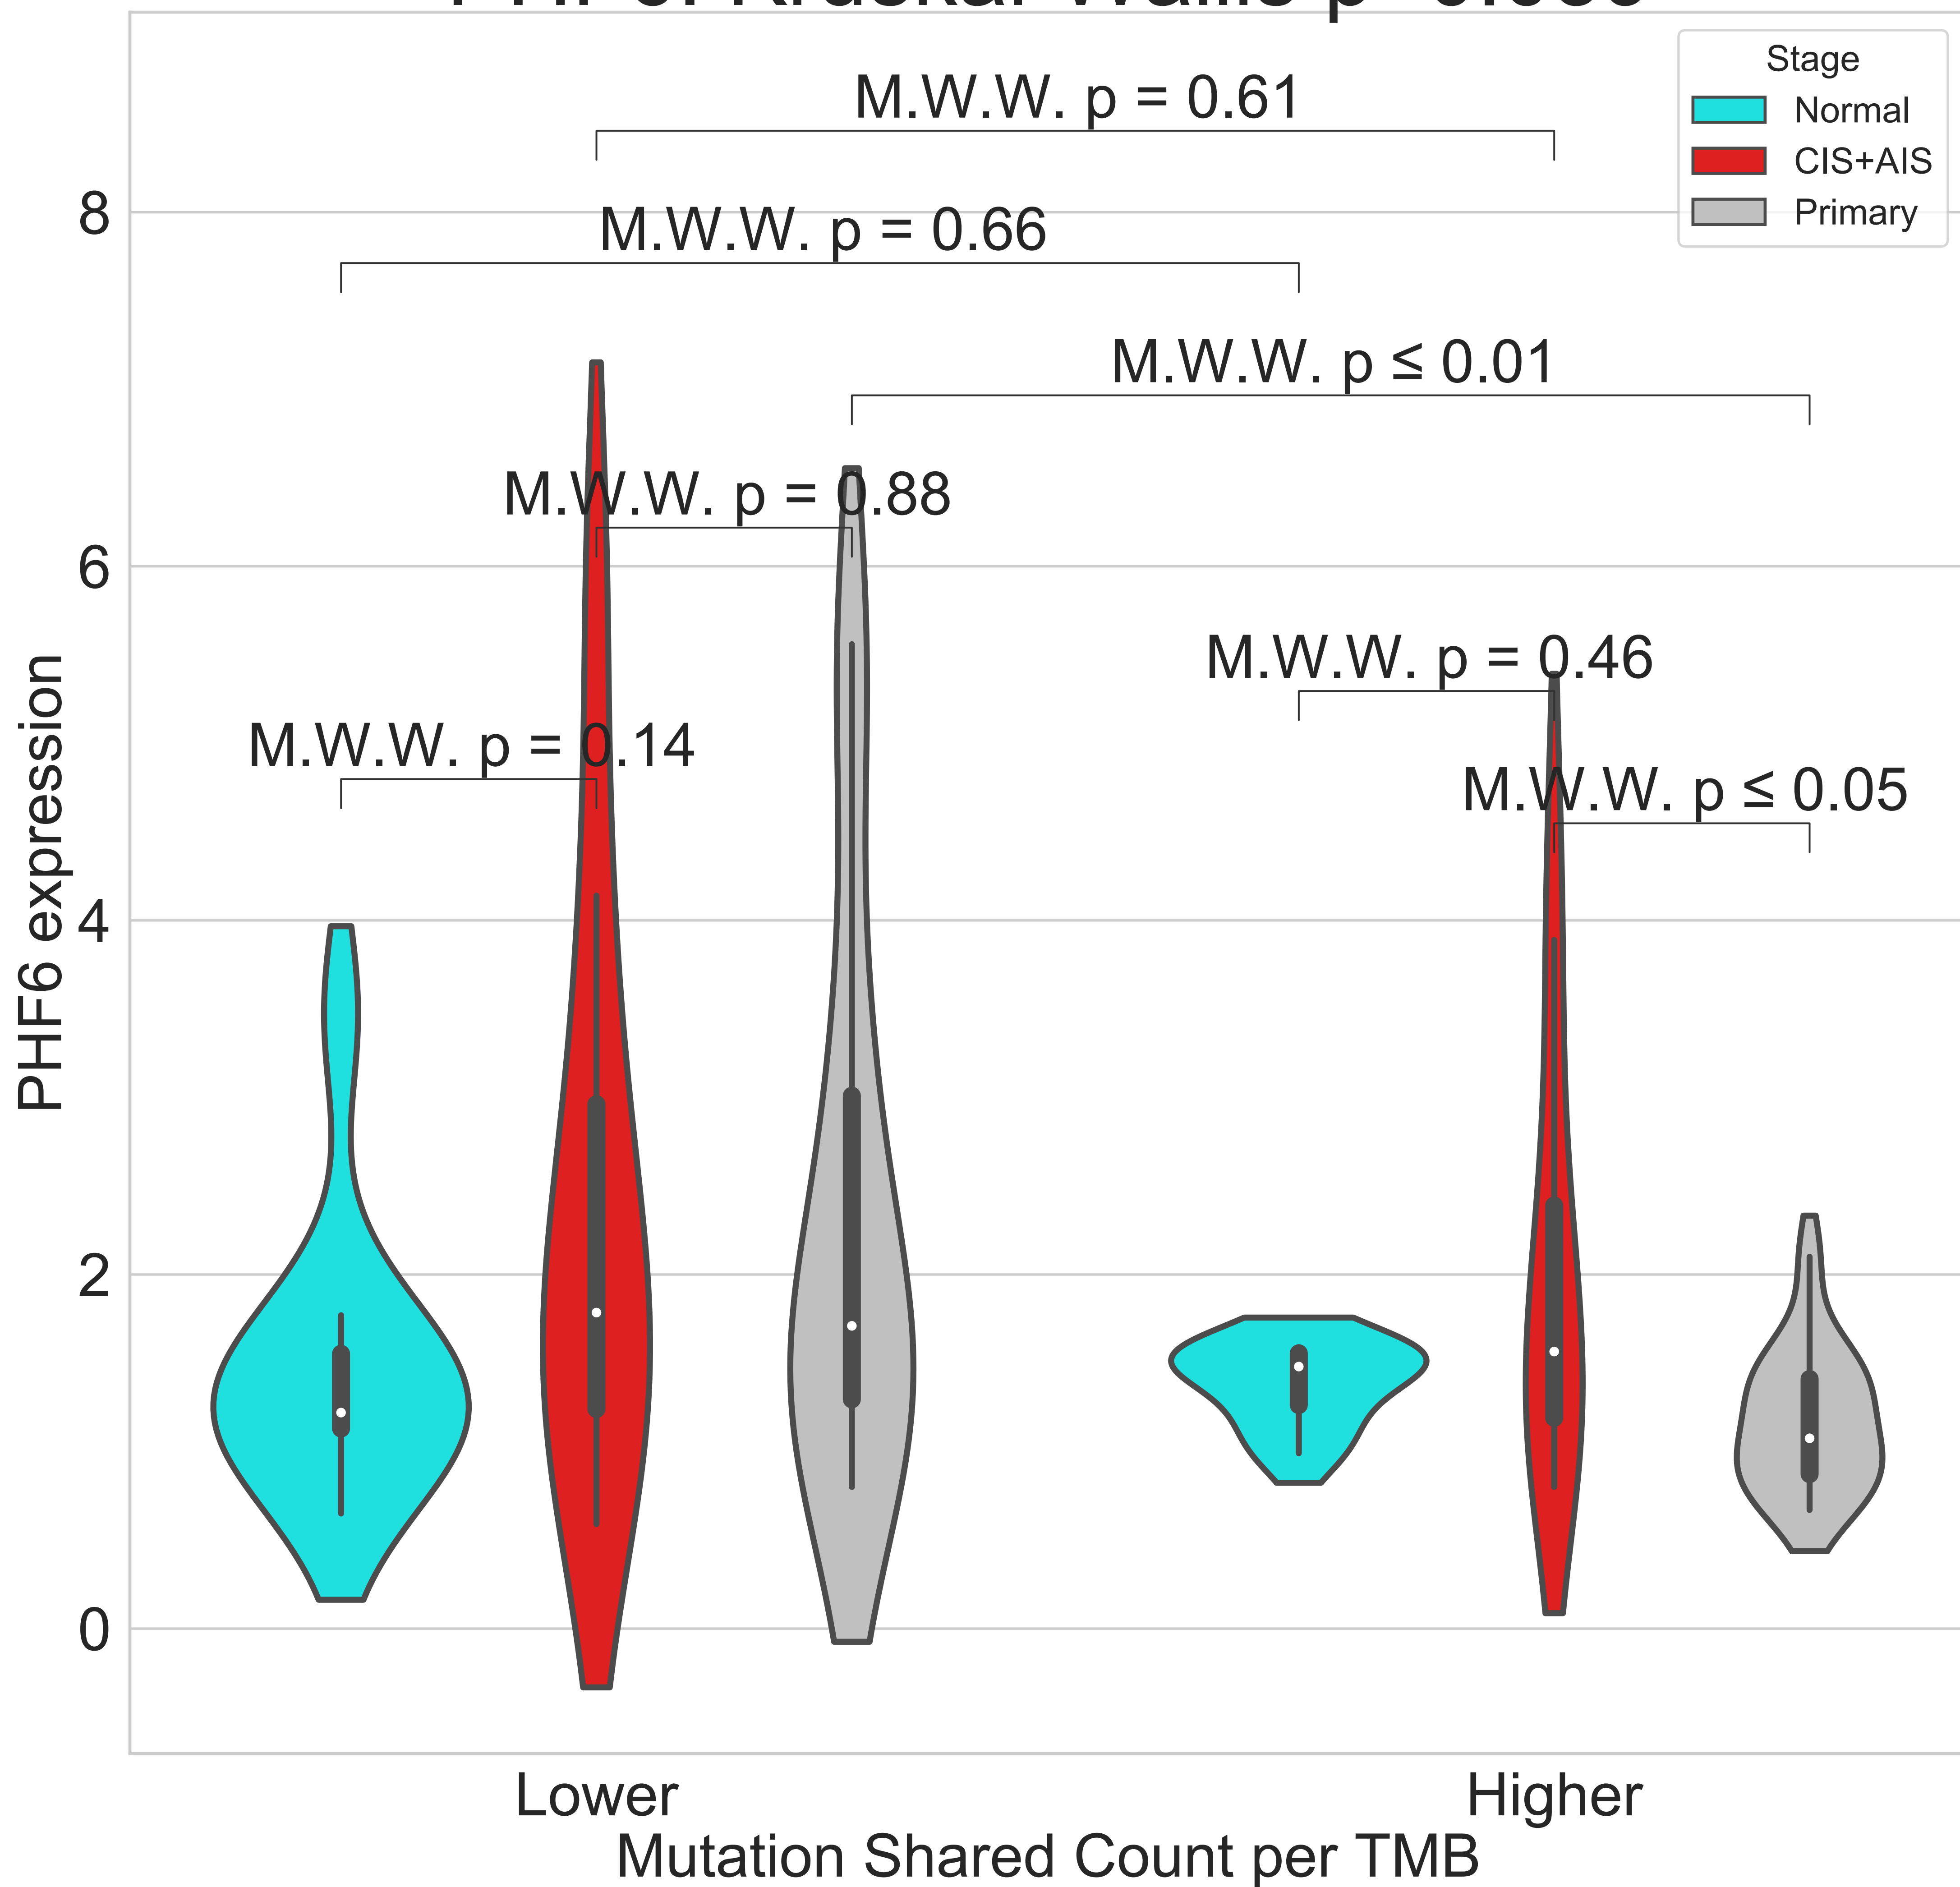 Stage
Normal
CIS+AIS
Primary
M.W.W. p = 0.61
M.W.W. p = 0.66
M.W.W. p ≤ 0.01
M.W.W. p = 0.88
M.W.W. p = 0.46
M.W.W. p = 0.14
M.W.W. p ≤ 0.05
PHF6 expression
8
6
4
2
0
Lower
Higher
Mutation Shared Count per TMB